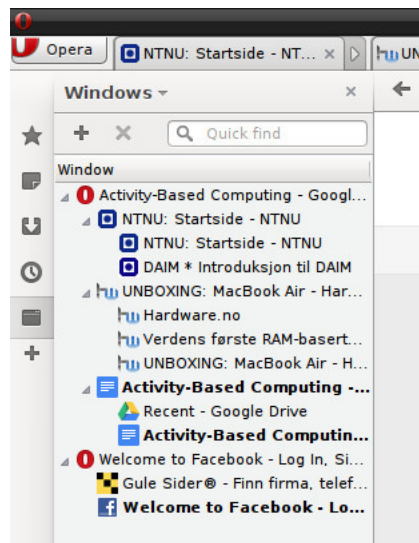 Opera
NTNU: Startside - NT...
UN
Windows
Quick find
Window
Activity-Based Computing - Googl...
NTNU: Startside - NTNU
NTNU: Startside - NTNU
DAIM * Introduksjon til DAIM
UNBOXING: MacBook Air - Har...
Hardware.no
Verdens første RAM-basert...
UNBOXING: MacBook Air - H...
Activity-Based Computing -...
Recent - Google Drive
Activity-Based Computin...
Welcome to Facebook - Log In, Si...
Gule Sider® - Finn firma, telef...
Welcome to Facebook - Lo...